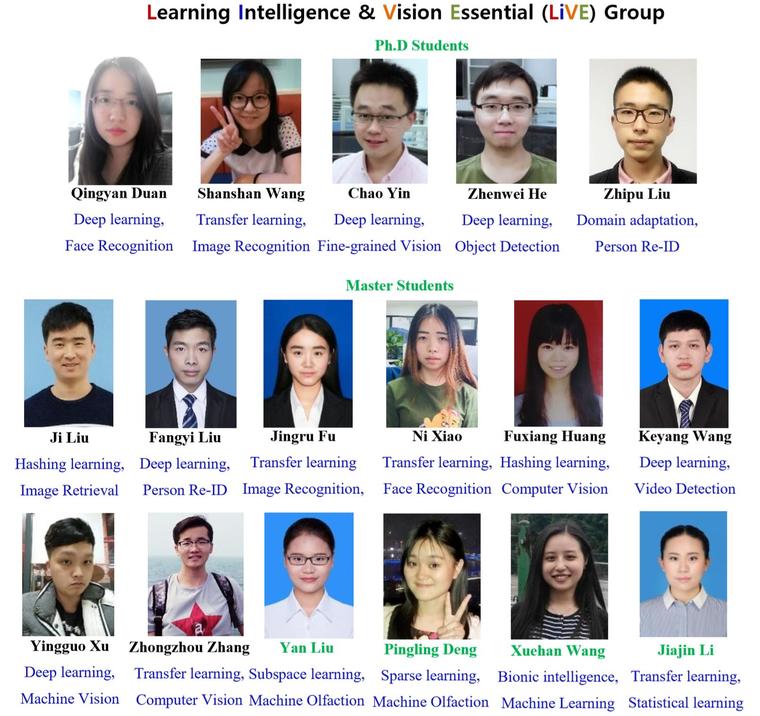 Learning Intelligence & Vision Essential (LiVE) Group
Ph.D Students
Qingyan Duan Shanshan Wang Chao Yin Zhenwei He Zhipu Liu
Deep learning, Transfer learning, Deep learning, Deep learning, Domain adaptation,
Face Recognition Image Recognition Fine-grained Vision Object Detection Person Re-ID
Master Students
Ji Liu Fangyi Liu Jingru Fu Ni Xiao Fuxiang Huang Keyang Wang
Hashing learning, Deep learning, Transfer learning Transfer learning, Hashing learning, Deep learning,
Image Retrieval Person Re-ID Image Recognition, Face Recognition Computer Vision Video Detection
Yingguo Xu Zhongzhou Zhang Yan Liu Pingling Deng Xuehan Wang Jiajin Li
Deep learning, Transfer learning, Subspace learning, Sparse learning, Bionic intelligence, Transfer learning,
Machine Vision Computer Vision Machine Olfaction Machine Olfaction Machine Learning Statistical learning